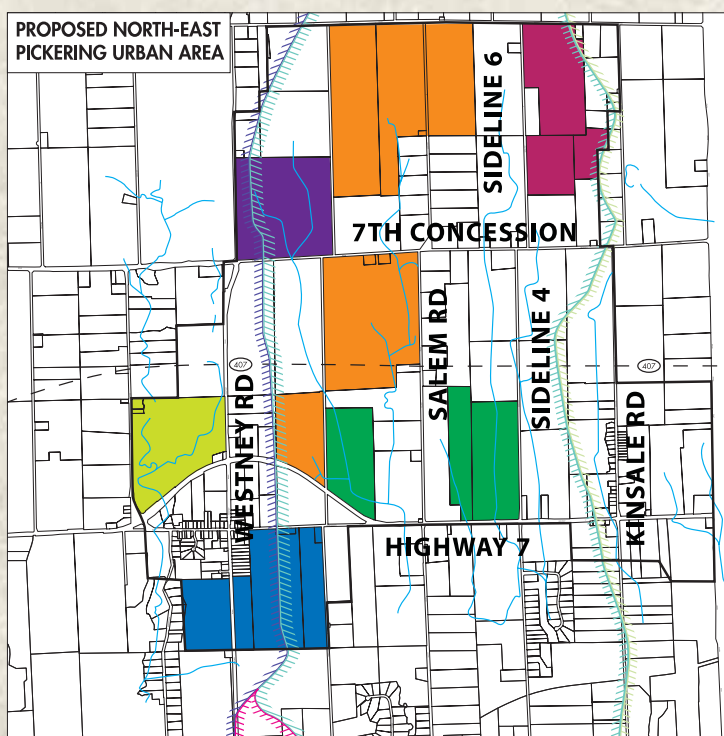 PROPOSED NORTH-EAST
PICKERING URBAN AREA
SIDELINE 6
7TH CONCESSION
SALEM RD
SIDELINE 4
407
407
WESTNEY RD
KINSALE RD
HIGHWAY 7